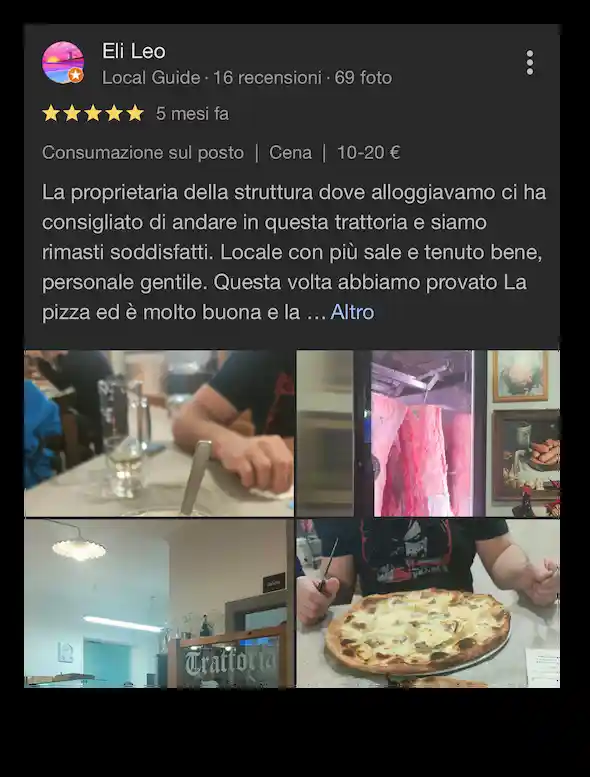 Eli Leo
Local Guide · 16 recensioni · 69 foto
5 mesi fa
Consumazione sul posto | Cena | 10-20 €
La proprietaria della struttura dove alloggiavamo ci ha
consigliato di andare in questa trattoria e siamo
rimasti soddisfatti. Locale con più sale e tenuto bene,
personale gentile. Questa volta abbiamo provato La
pizza ed è molto buona e la … Altro
Trattoria